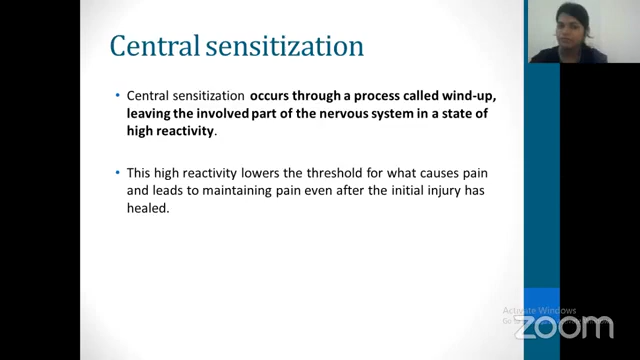 Central sensitization
• Central sensitization occurs through a process called wind-up,
leaving the involved part of the nervous system in a state of
high reactivity.
• This high reactivity lowers the threshold for what causes pain
and leads to maintaining pain even after the initial injury has
healed.
Activate Windows
Go to
zoom